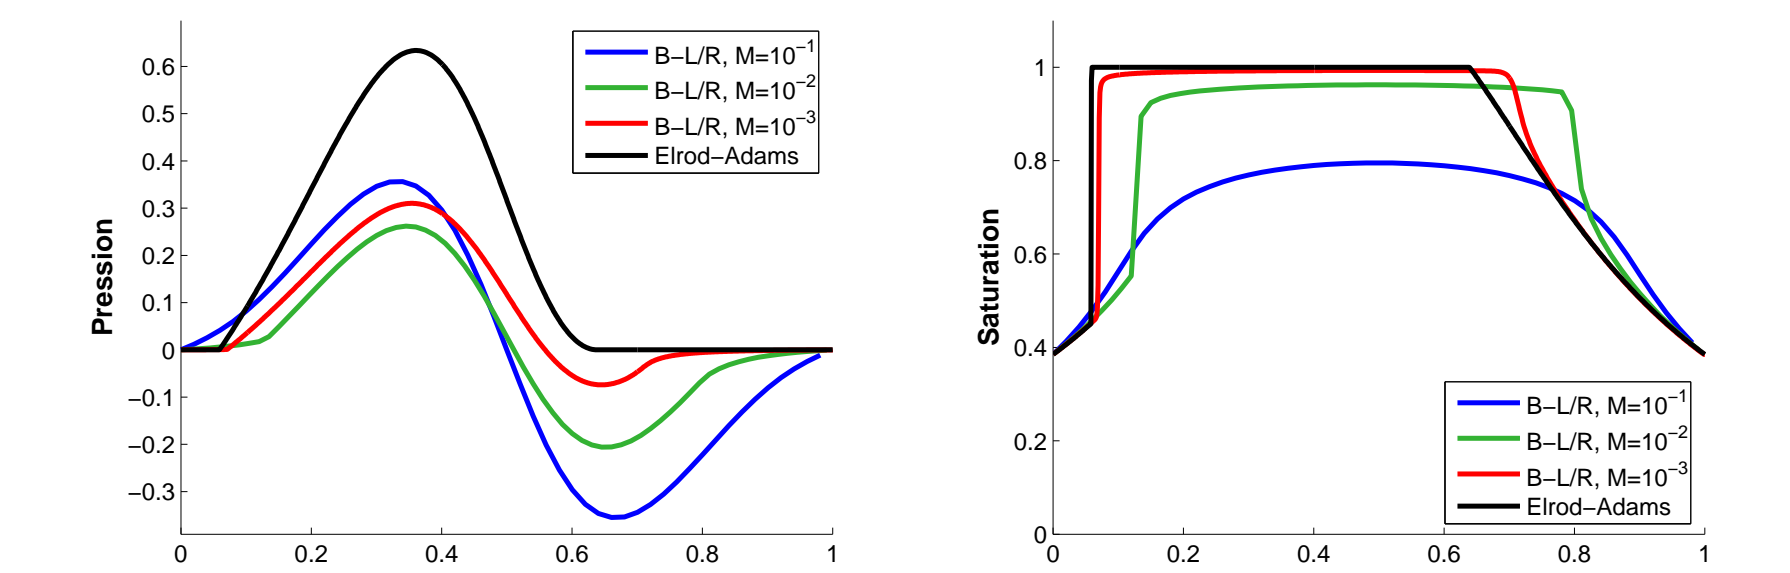 Pression
0.6
0.5
0.4
0.3
0.2
0.1
0
−0.1
−0.2
−0.3
0 0.2 0.4 0.6 0.8 1
B−L/R, M=10⁻¹
B−L/R, M=10⁻²
B−L/R, M=10⁻³
Elrod−Adams
Saturation
1
0.8
0.6
0.4
0.2
0
0 0.2 0.4 0.6 0.8 1
B−L/R, M=10⁻¹
B−L/R, M=10⁻²
B−L/R, M=10⁻³
Elrod−Adams